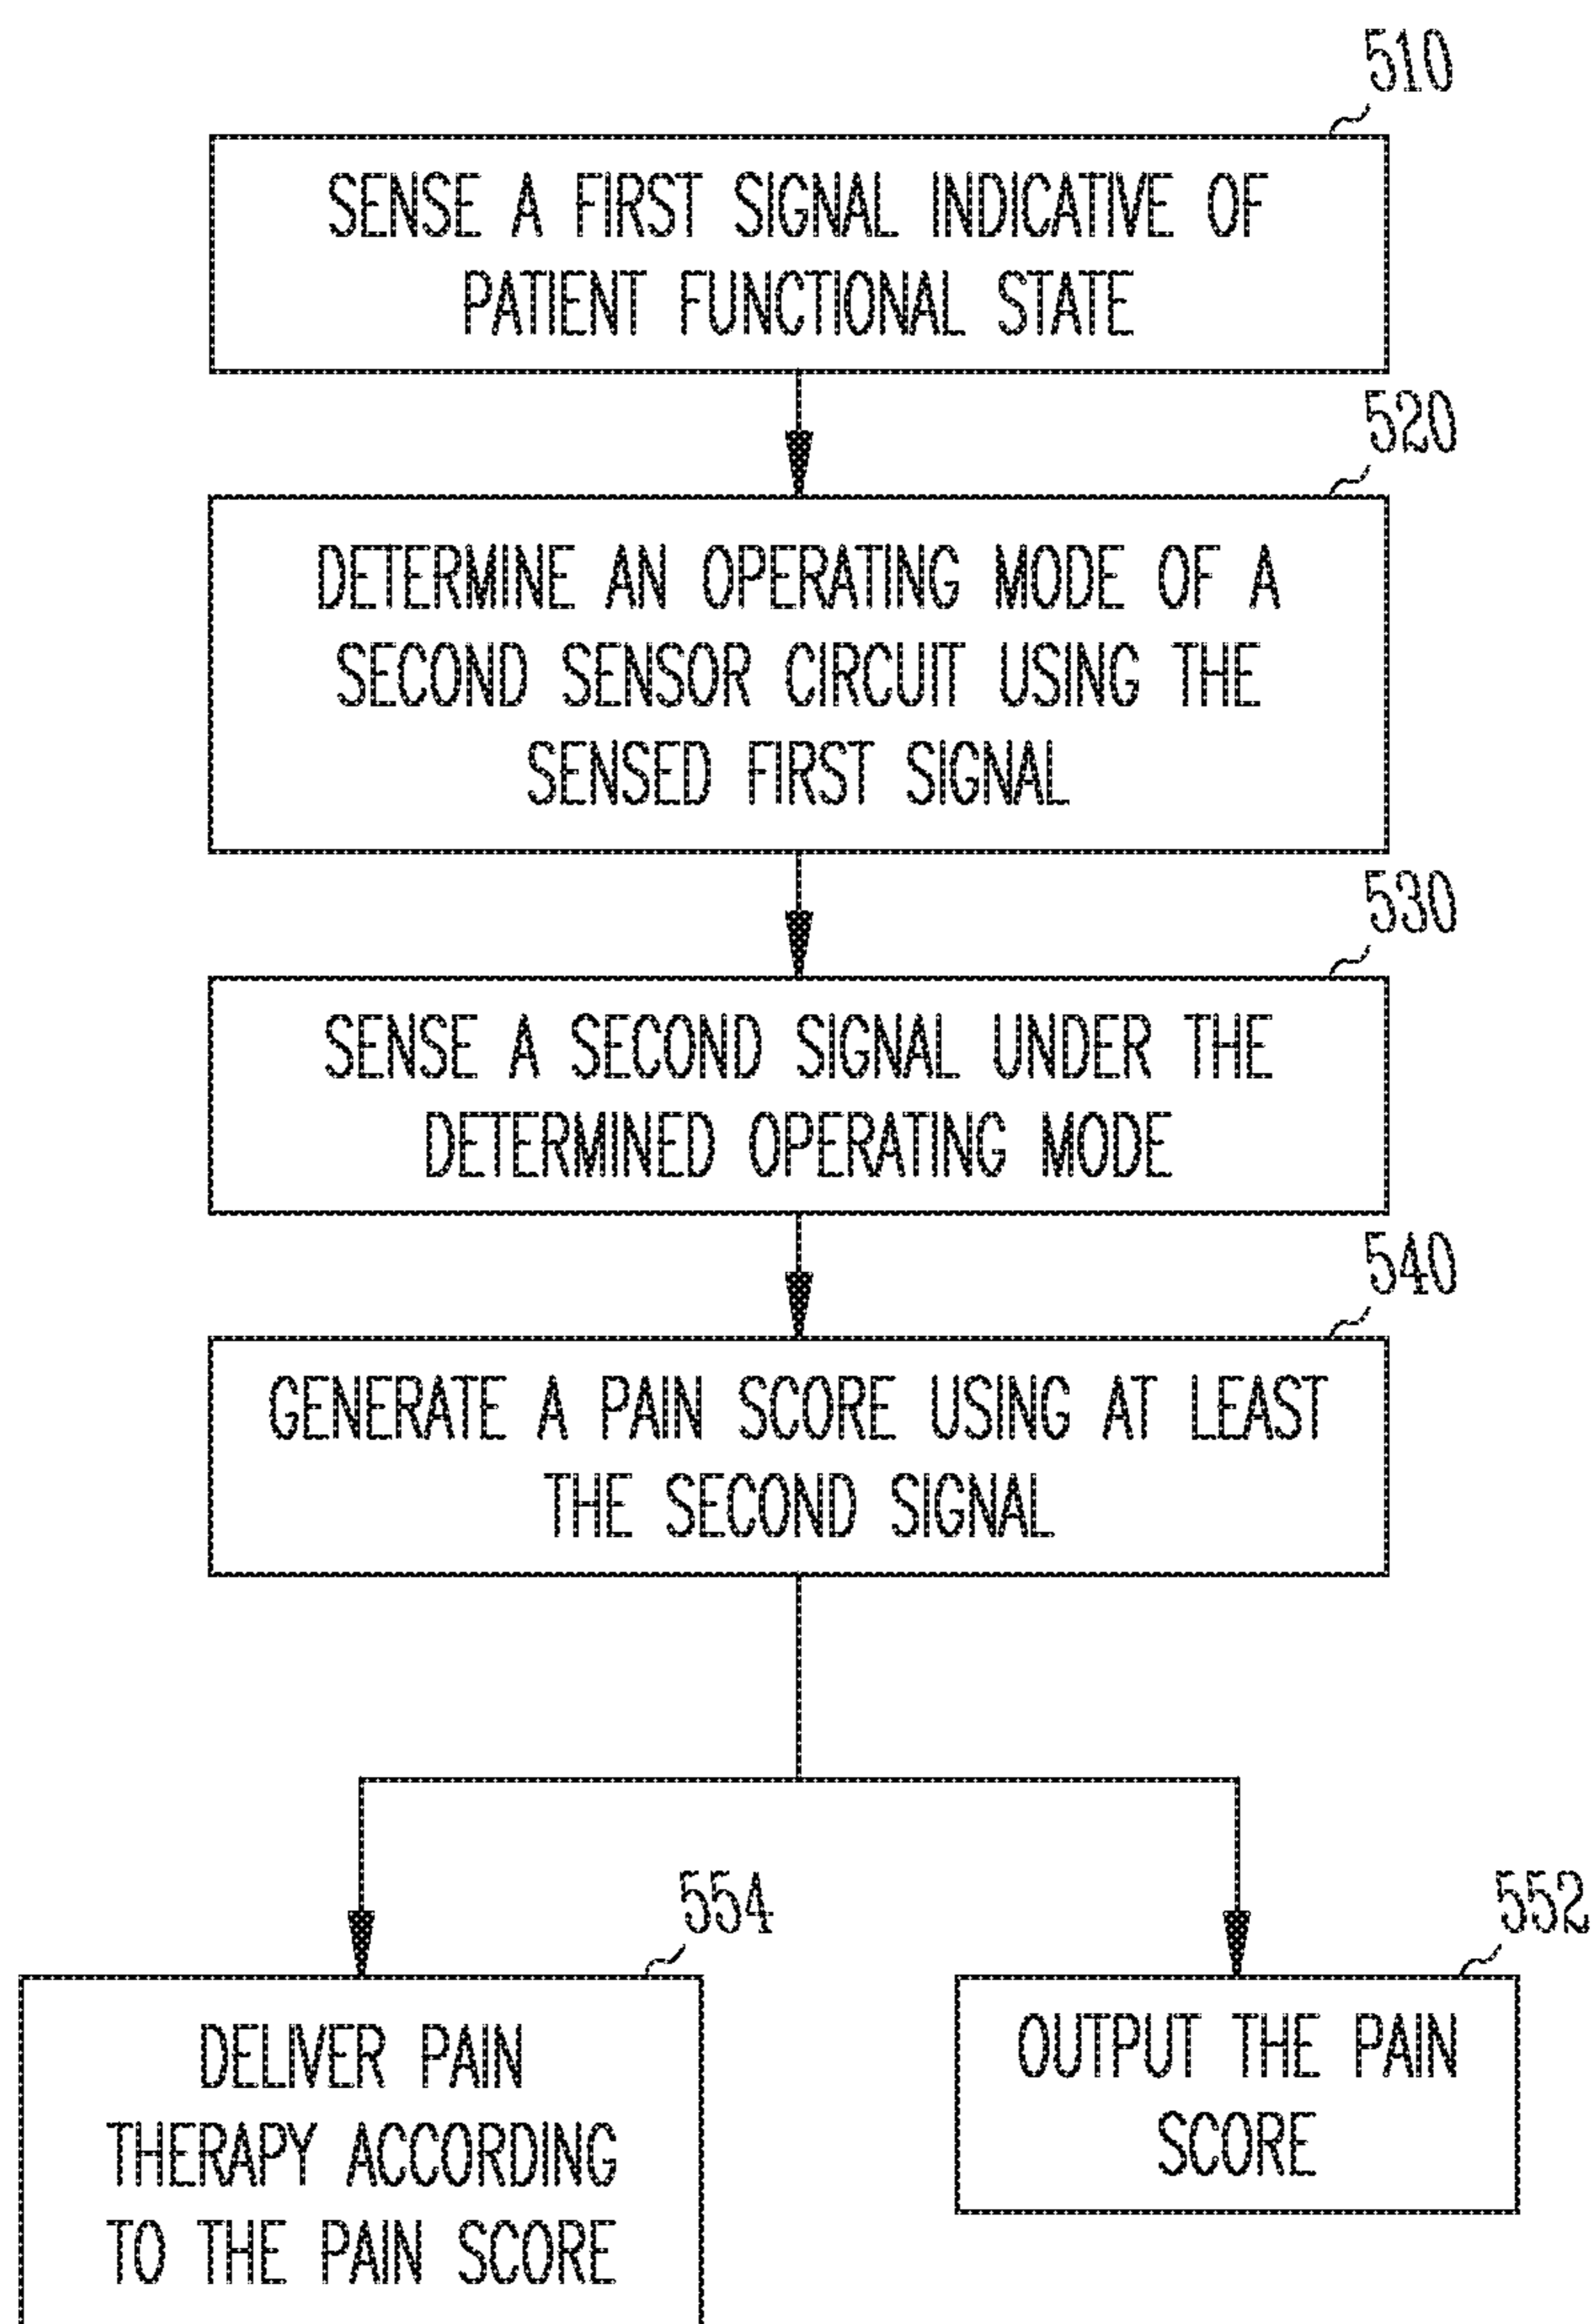 510
SENSE A FIRST SIGNAL INDICATIVE OF
PATIENT FUNCTIONAL STATE
520
DETERMINE AN OPERATING MODE OF A
SECOND SENSOR CIRCUIT USING THE
SENSED FIRST SIGNAL
530
SENSE A SECOND SIGNAL UNDER THE
DETERMINED OPERATING MODE
540
GENERATE A PAIN SCORE USING AT LEAST
THE SECOND SIGNAL
554
DELIVER PAIN
THERAPY ACCORDING
TO THE PAIN SCORE
552
OUTPUT THE PAIN
SCORE